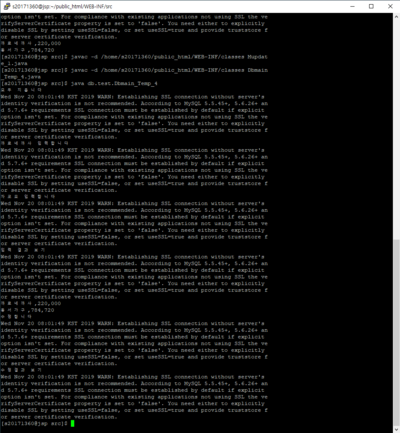 s20171360@jsp:~/public_html/WEB-INF/src
option isn't set. For compliance with existing applications not using SSL the ve
rifyServerCertificate property is set to 'false'. You need either to explicitly
disable SSL by setting useSSL=false, or set useSSL=true and provide truststore f
or server certificate verification.
,220,000
,784,720
[s20171360@jsp src]$ javac -d /home/s20171360/public_html/WEB-INF/classes Mupdat
e_1.java
[s20171360@jsp src]$ javac -d /home/s20171360/public_html/WEB-INF/classes Dbmain
_Temp_4.java
[s20171360@jsp src]$ java db.test.Dbmain_Temp_4
Wed Nov 20 08:01:48 KST 2019 WARN: Establishing SSL connection without server's
identity verification is not recommended. According to MySQL 5.5.45+, 5.6.26+ an
d 5.7.6+ requirements SSL connection must be established by default if explicit
option isn't set. For compliance with existing applications not using SSL the ve
rifyServerCertificate property is set to 'false'. You need either to explicitly
disable SSL by setting useSSL=false, or set useSSL=true and provide truststore f
or server certificate verification.
Wed Nov 20 08:01:49 KST 2019 WARN: Establishing SSL connection without server's
identity verification is not recommended. According to MySQL 5.5.45+, 5.6.26+ an
d 5.7.6+ requirements SSL connection must be established by default if explicit
option isn't set. For compliance with existing applications not using SSL the ve
rifyServerCertificate property is set to 'false'. You need either to explicitly
disable SSL by setting useSSL=false, or set useSSL=true and provide truststore f
or server certificate verification.
Wed Nov 20 08:01:49 KST 2019 WARN: Establishing SSL connection without server's
identity verification is not recommended. According to MySQL 5.5.45+, 5.6.26+ an
d 5.7.6+ requirements SSL connection must be established by default if explicit
option isn't set. For compliance with existing applications not using SSL the ve
rifyServerCertificate property is set to 'false'. You need either to explicitly
disable SSL by setting useSSL=false, or set useSSL=true and provide truststore f
or server certificate verification.
Wed Nov 20 08:01:49 KST 2019 WARN: Establishing SSL connection without server's
identity verification is not recommended. According to MySQL 5.5.45+, 5.6.26+ an
d 5.7.6+ requirements SSL connection must be established by default if explicit
option isn't set. For compliance with existing applications not using SSL the ve
rifyServerCertificate property is set to 'false'. You need either to explicitly
disable SSL by setting useSSL=false, or set useSSL=true and provide truststore f
or server certificate verification.
,220,000
,784,720
Wed Nov 20 08:01:49 KST 2019 WARN: Establishing SSL connection without server's
identity verification is not recommended. According to MySQL 5.5.45+, 5.6.26+ an
d 5.7.6+ requirements SSL connection must be established by default if explicit
option isn't set. For compliance with existing applications not using SSL the ve
rifyServerCertificate property is set to 'false'. You need either to explicitly
disable SSL by setting useSSL=false, or set useSSL=true and provide truststore f
or server certificate verification.
Wed Nov 20 08:01:49 KST 2019 WARN: Establishing SSL connection without server's
identity verification is not recommended. According to MySQL 5.5.45+, 5.6.26+ an
d 5.7.6+ requirements SSL connection must be established by default if explicit
option isn't set. For compliance with existing applications not using SSL the ve
rifyServerCertificate property is set to 'false'. You need either to explicitly
disable SSL by setting useSSL=false, or set useSSL=true and provide truststore f
or server certificate verification.
[s20171360@jsp src]$